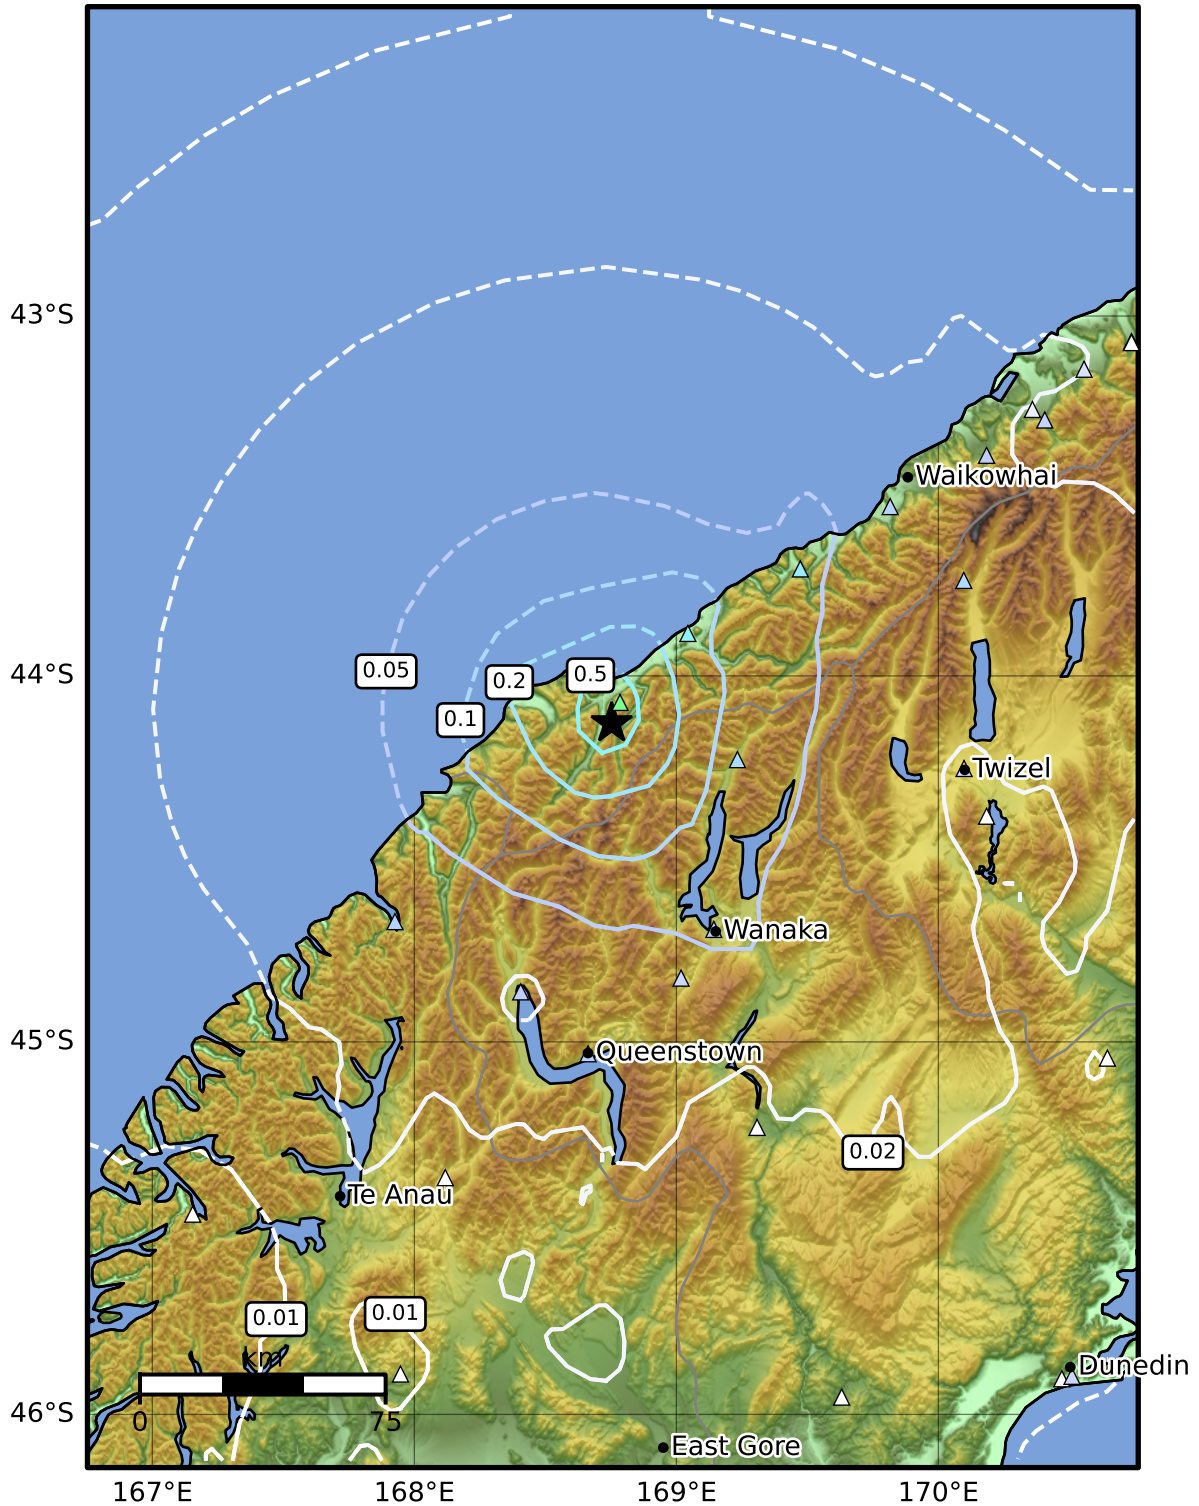 43°S
Waikowhai
0.05
44°S
0.2
0.5
0.1
Twizel
Wanaka
45°S
Queenstown
0.02
Te Anau
0.01
0.01
km
Dunedin
0
75
46°S
East Gore
167°E
168°E
169°E
170°E